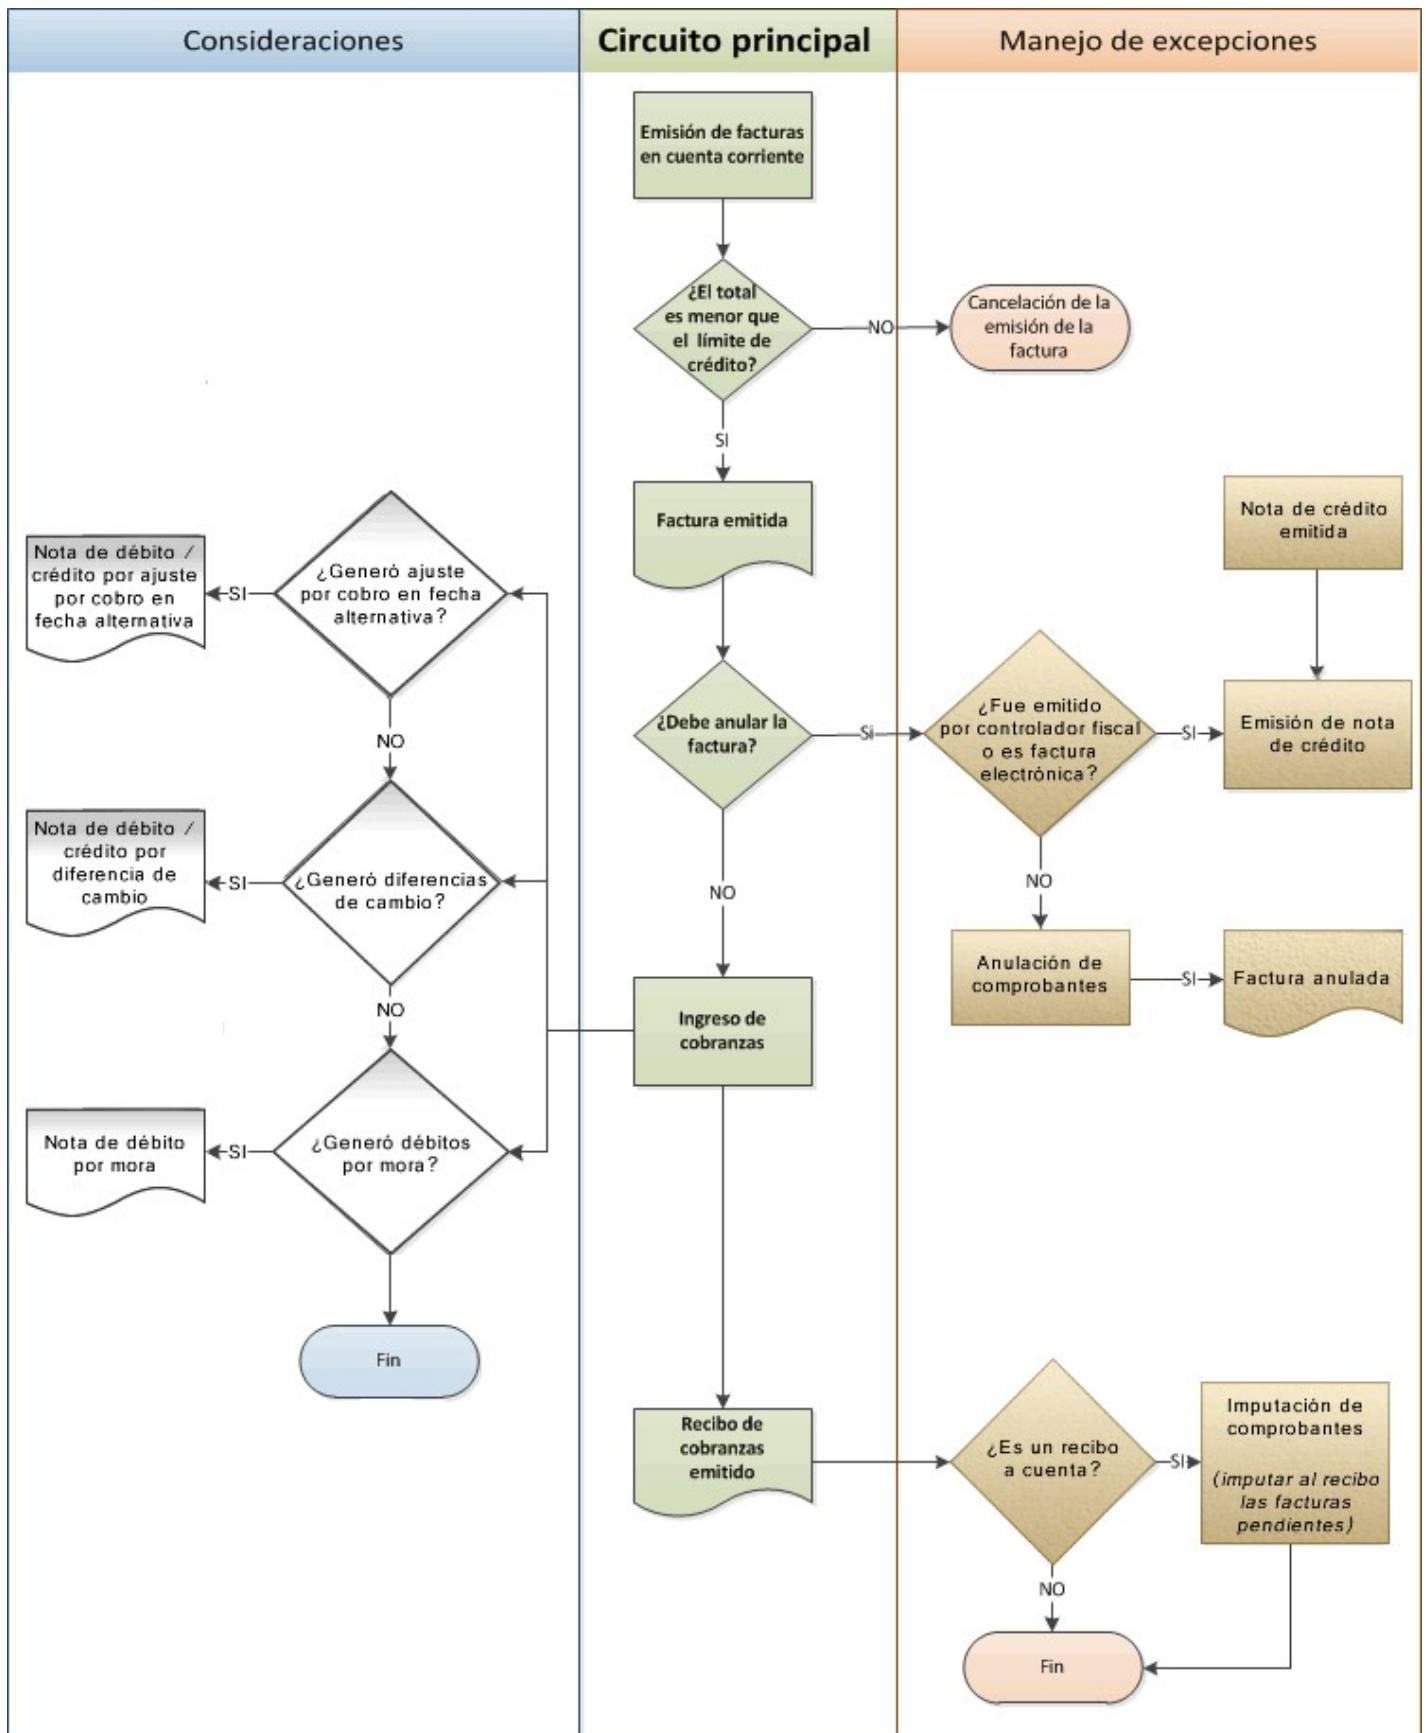 Consideraciones
Circuito principal
Manejo de excepciones
Emisión de facturas
en cuenta corriente
¿El total
es menor que
el límite de
crédito?
NO
Cancelación de la
emisión de la
factura
SI
Factura emitida
Nota de crédito
emitida
Nota de débito /
crédito por ajuste
por cobro en
fecha alternativa
SI
¿Generó ajuste
por cobro en fecha
alternativa?
NO
¿Debe anular la
factura?
Si
¿Fue emitido
por controlador fiscal
o es factura
electrónica?
SI
Emisión de nota
de crédito
Nota de débito /
crédito por
diferencia de
cambio
SI
¿Generó diferencias
de cambio?
NO
NO
NO
Anulación de
comprobantes
SI
Factura anulada
Ingreso de
cobranzas
Nota de débito
por mora
SI
¿Generó débitos
por mora?
Fin
Recibo de
cobranzas
emitido
¿Es un recibo
a cuenta?
SI
Imputación de
comprobantes
(imputar al recibo
las facturas
pendientes)
NO
Fin